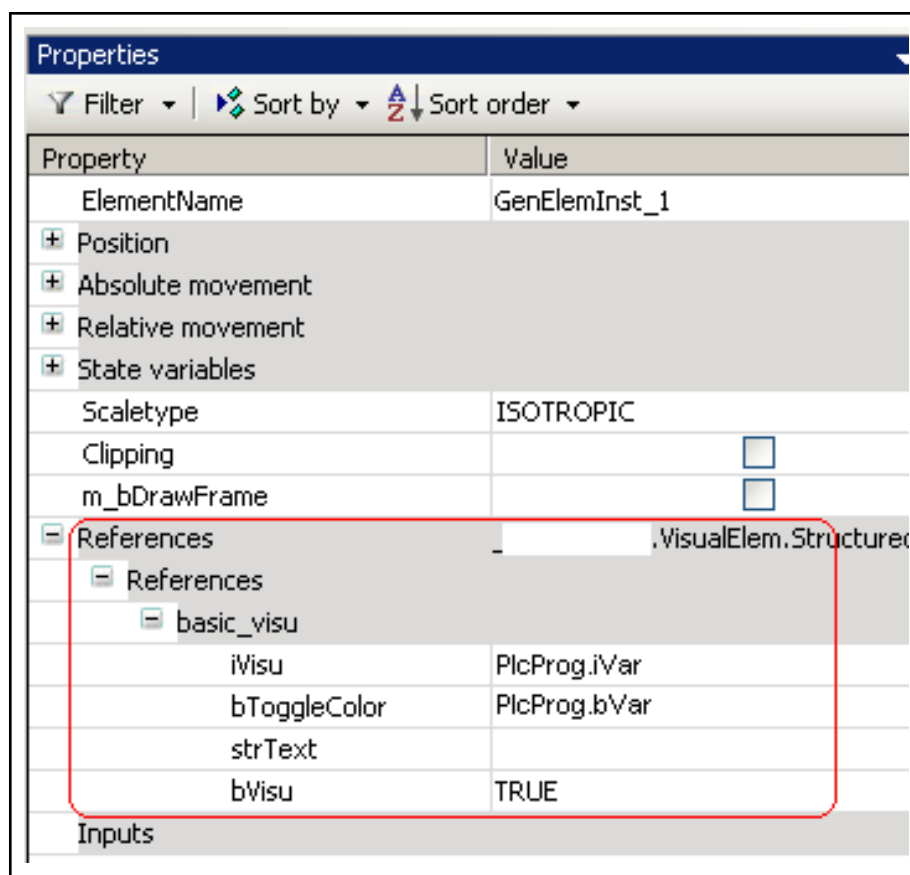 Properties
Filter Sort by Sort order
Property Value
ElementName GenElemInst_1
Position
Absolute movement
Relative movement
State variables
Scaletype ISOTROPIC
Clipping
m_bDrawFrame
References _ .VisualElem.Structured
References
basic_visu
iVisu PlcProg.iVar
bToggleColor PlcProg.bVar
strText
bVisu TRUE
Inputs